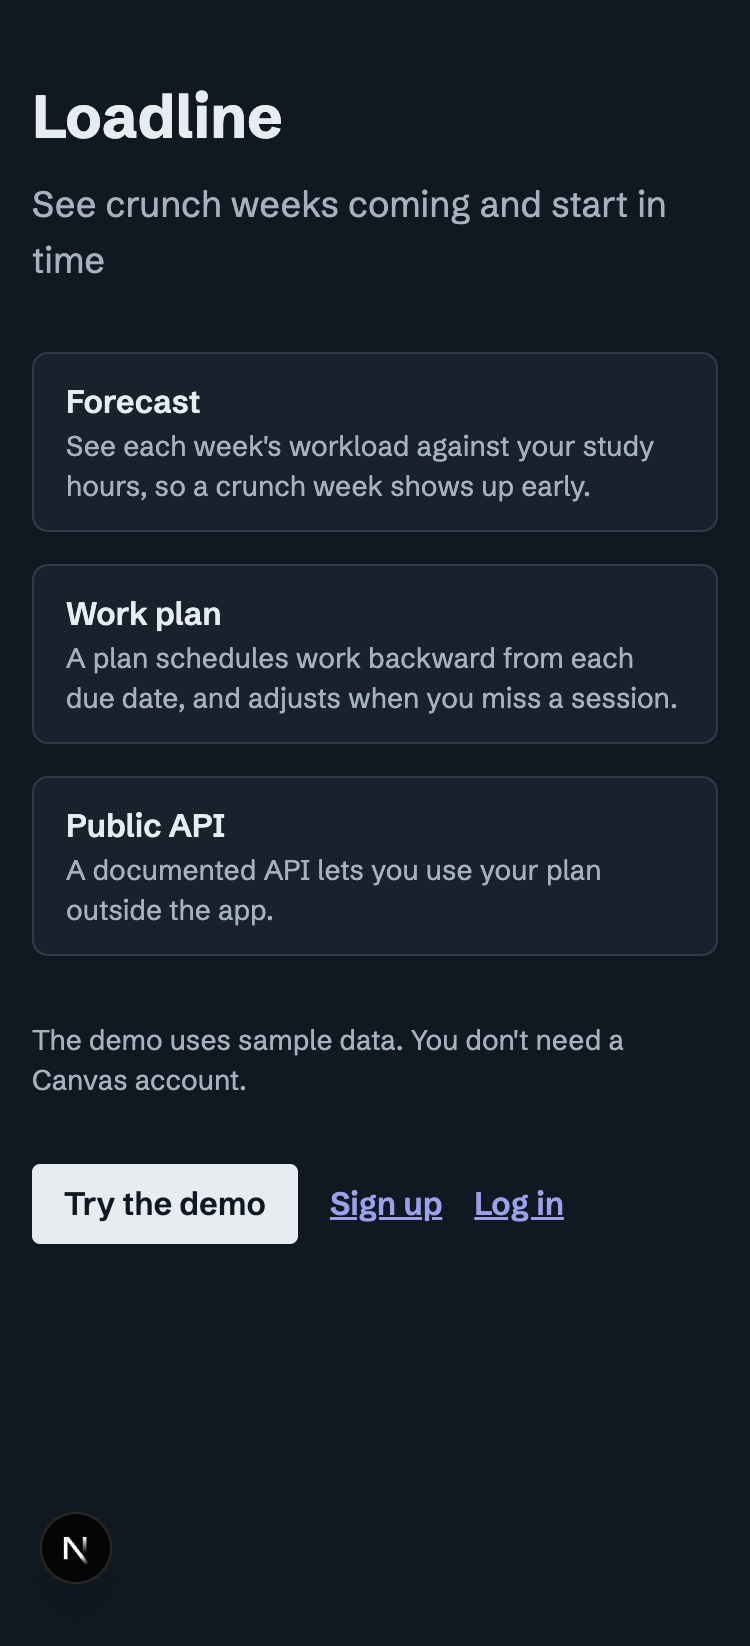 Loadline
See crunch weeks coming and start in
time
Forecast
See each week's workload against your study
hours, so a crunch week shows up early.
Work plan
A plan schedules work backward from each
due date, and adjusts when you miss a session.
Public API
A documented API lets you use your plan
outside the app.
The demo uses sample data. You don't need a
Canvas account.
Try the demo Sign up Log in
N